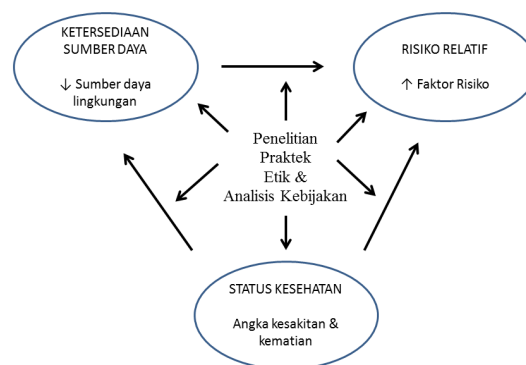 KETERSEDIAAN
SUMBER DAYA
↓ Sumber daya
lingkungan
RISIKO RELATIF
↑ Faktor Risiko
Penelitian
Praktek
Etik &
Analisis Kebijakan
STATUS KESEHATAN
Angka kesakitan &
kematian